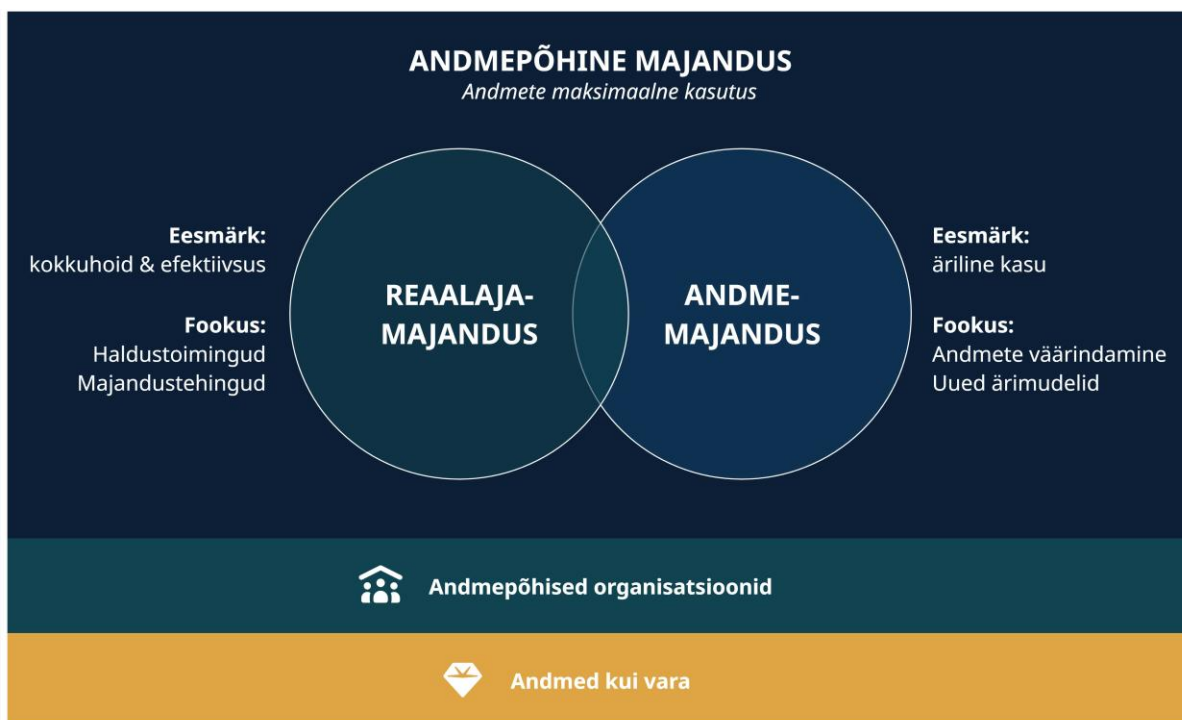 ANDMEPÕHINE MAJANDUS
Andmete maksimaalne kasutus
Eesmärk:
kokkuhoid & efektiivsus
Fookus:
Haldustoimingud
Majandustehingud
REAALAJA-
MAJANDUS
ANDME-
MAJANDUS
Eesmärk:
äriline kasu
Fookus:
Andmete väärindamine
Uued ärimudelid
Andmepõhised organisatsioonid
Andmed kui vara